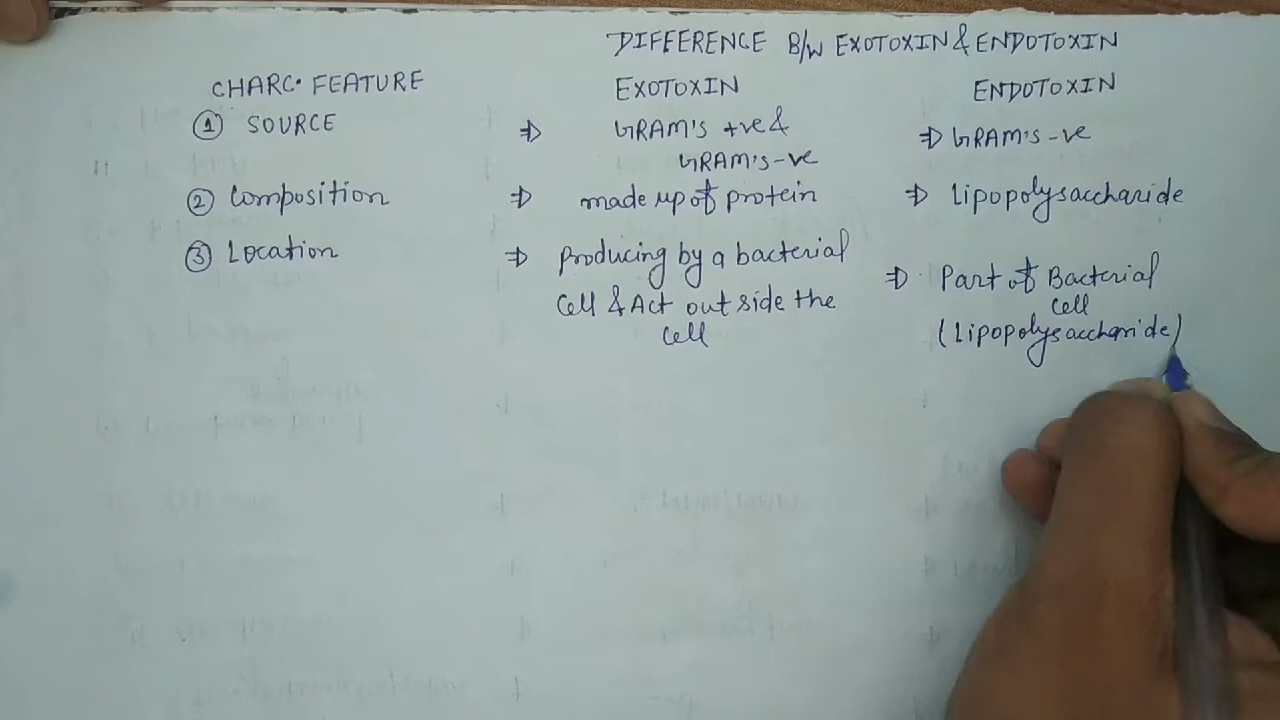 DIFFERENCE B/W EXOTOXIN & ENDOTOXIN
CHARC. FEATURE EXOTOXIN ENDOTOXIN
① SOURCE ⇒ GRAM'S +ve & ⇒ GRAM'S -ve
GRAM'S -ve
② Composition ⇒ made up of protein ⇒ Lipopolysaccharide
③ Location ⇒ Producing by a bacterial
Cell & Act out side the
Cell
⇒ Part of Bacterial
Cell
(Lipopolysaccharide)